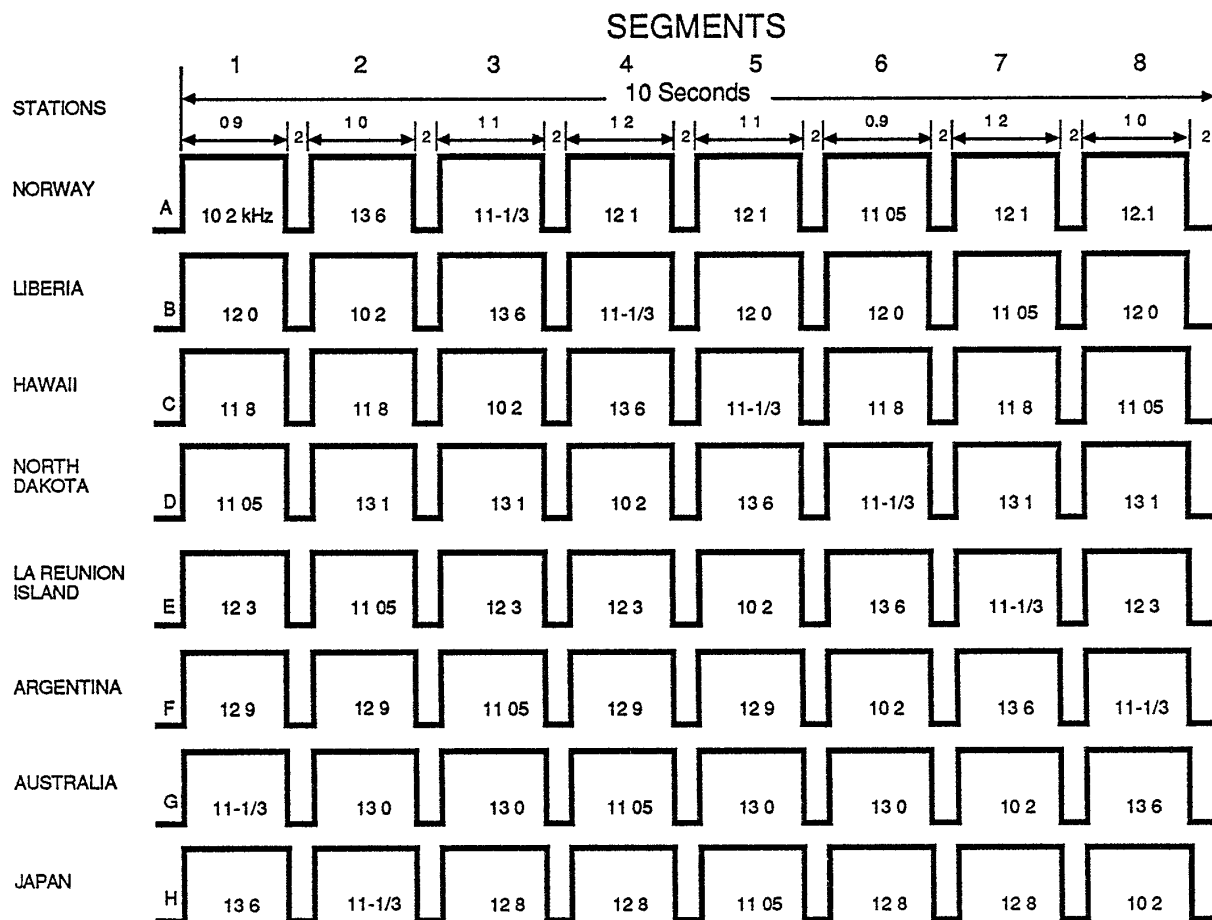 SEGMENTS
1 2 3 4 5 6 7 8
10 Seconds
STATIONS
0 9 2 1 0 2 1 1 2 1 2 2 1 1 2 0.9 2 1 2 2 1 0 2
NORWAY
A 10 2 kHz 13 6 11-1/3 12 1 12 1 11 05 12 1 12.1
LIBERIA
B 12 0 10 2 13 6 11-1/3 12 0 12 0 11 05 12 0
HAWAII
C 11 8 11 8 10 2 13 6 11-1/3 11 8 11 8 11 05
NORTH
DAKOTA
D 11 05 13 1 13 1 10 2 13 6 11-1/3 13 1 13 1
LA REUNION
ISLAND
E 12 3 11 05 12 3 12 3 10 2 13 6 11-1/3 12 3
ARGENTINA
F 12 9 12 9 11 05 12 9 12 9 10 2 13 6 11-1/3
AUSTRALIA
G 11-1/3 13 0 13 0 11 05 13 0 13 0 10 2 13 6
JAPAN
H 13 6 11-1/3 12 8 12 8 11 05 12 8 12 8 10 2